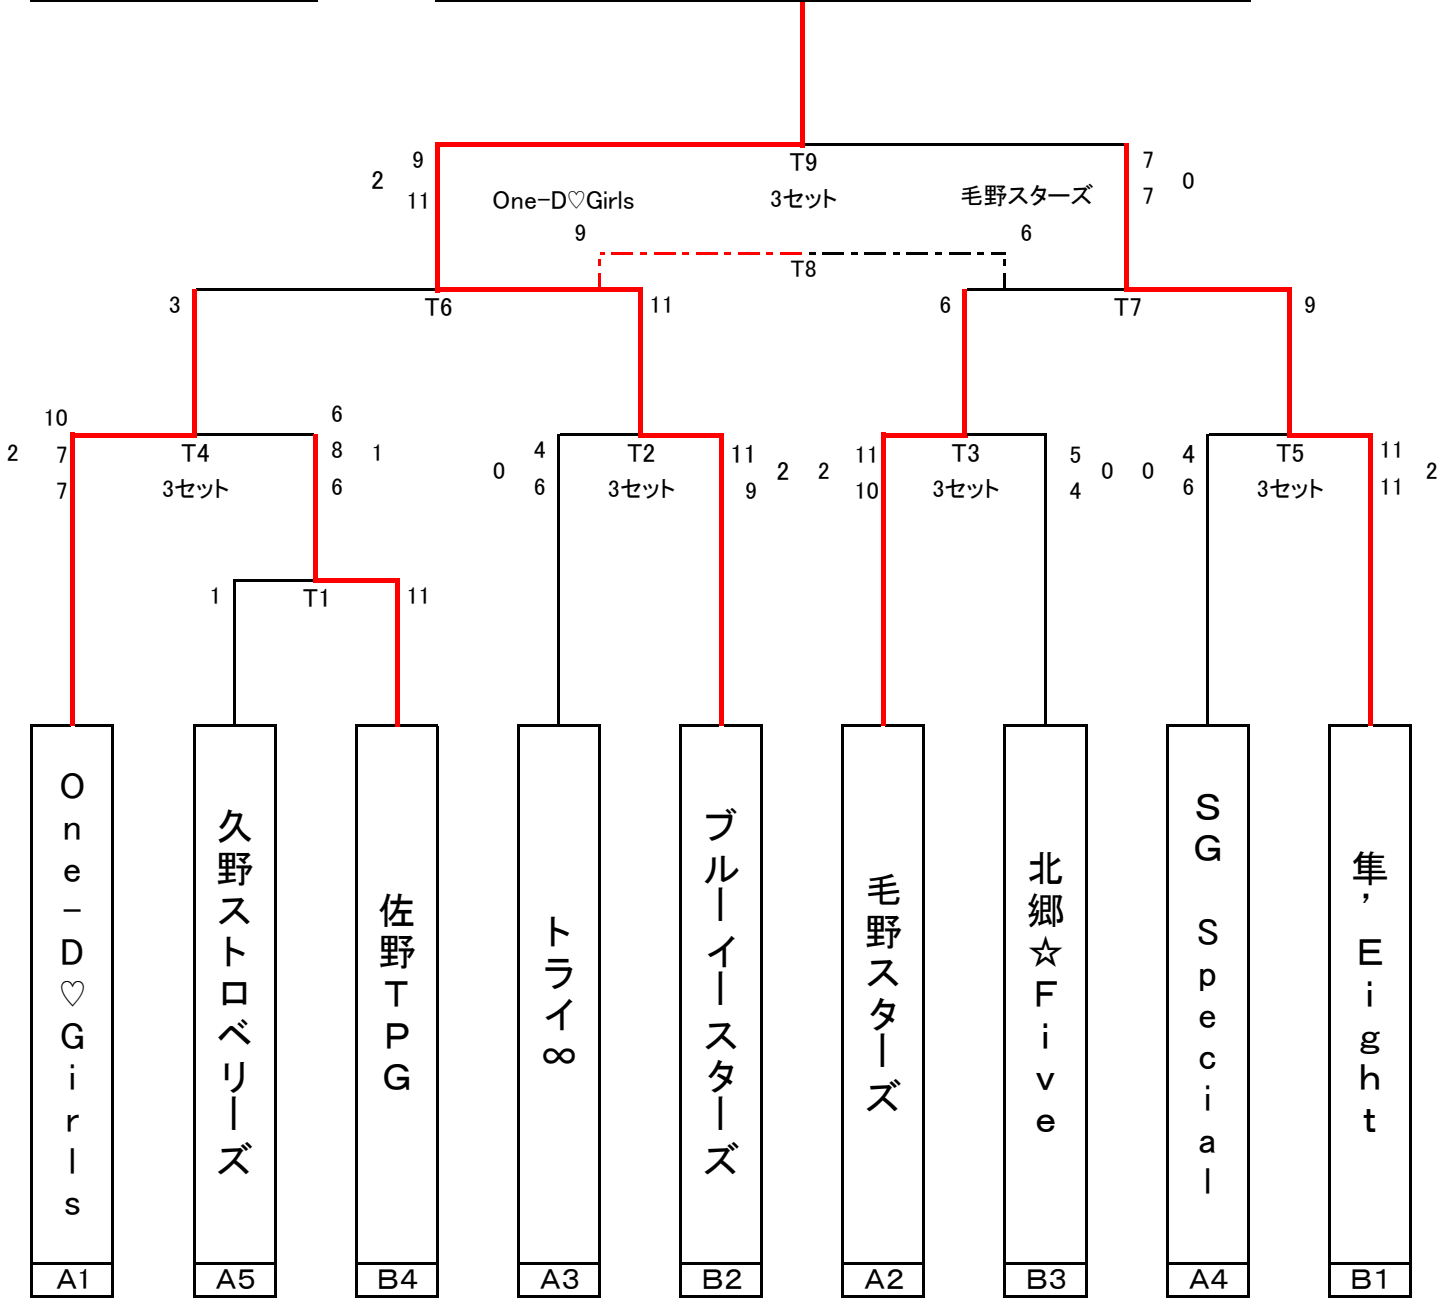 9 T9 7
2 0
11 One-D♡Girls 3セット 毛野スターズ 7
9 6
T8
3 T6 11 6 T7 9
10 6
2 7 T4 8 1 4 T2 11 11 T3 5 4 T5 11
0 2 2 0 0 2
7 3セット 6 6 3セット 9 10 3セット 4 6 3セット 11
1 T1 11
One-D♡Girls
久野ストロベリーズ
佐野TPG
トライ∞
ブルーイースターズ
毛野スターズ
北郷☆Five
SG Special
隼’Eight
A1 A5 B4 A3 B2 A2 B3 A4 B1